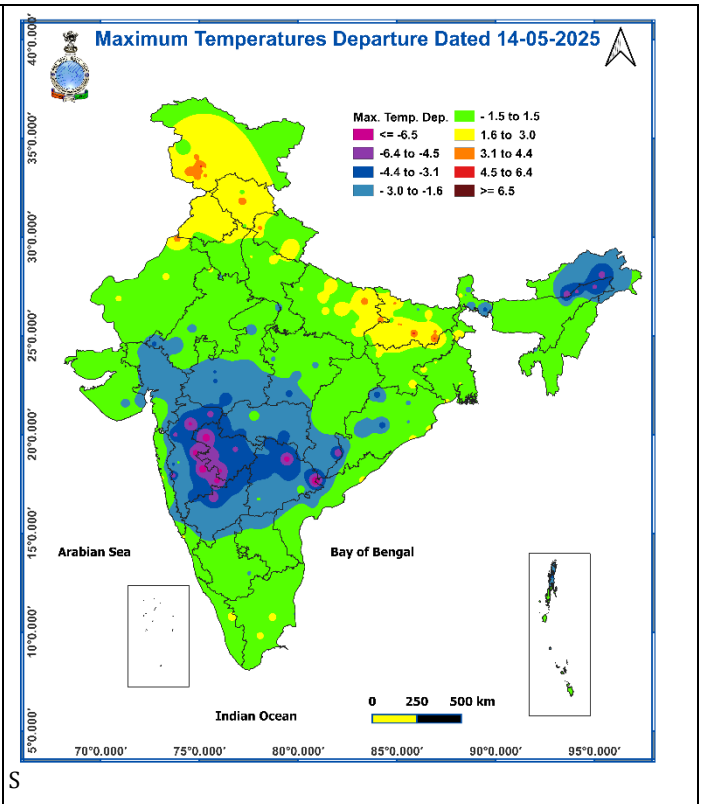 Maximum Temperatures Departure Dated 14-05-2025
Max. Temp. Dep.
<= -6.5
-6.4 to -4.5
-4.4 to -3.1
- 3.0 to -1.6
- 1.5 to 1.5
1.6 to 3.0
3.1 to 4.4
4.5 to 6.4
>= 6.5
40°0.000'
35°0.000'
30°0.000'
25°0.000'
20°0.000'
15°0.000'
10°0.000'
5°0.000'
Arabian Sea
Bay of Bengal
Indian Ocean
0 250 500 km
70°0.000' 75°0.000' 80°0.000' 85°0.000' 90°0.000' 95°0.000'
S